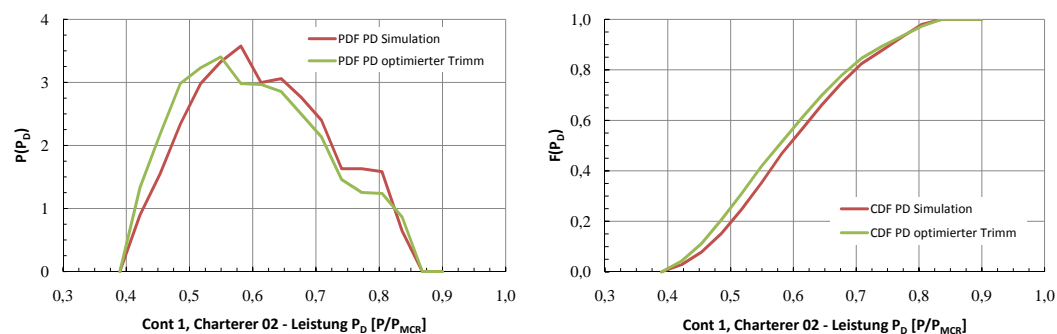 4
3
2
1
0
P(P_D)
0,3 0,4 0,5 0,6 0,7 0,8 0,9 1,0
Cont 1, Charterer 02 - Leistung P_D [P/P_MCR]
PDF PD Simulation
PDF PD optimierter Trimm
1,0
0,8
0,6
0,4
0,2
0,0
F(P_D)
0,3 0,4 0,5 0,6 0,7 0,8 0,9 1,0
Cont 1, Charterer 02 - Leistung P_D [P/P_MCR]
CDF PD Simulation
CDF PD optimierter Trimm